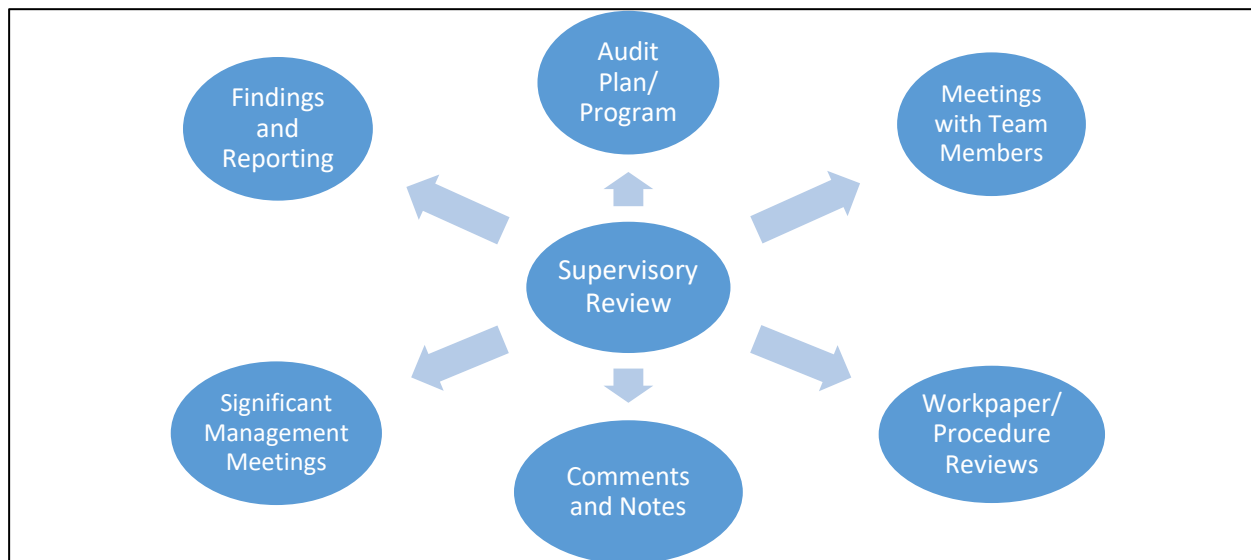 Audit
Plan/
Program
Findings
and
Reporting
Meetings
with Team
Members
Supervisory
Review
Significant
Management
Meetings
Workpaper/
Procedure
Reviews
Comments
and Notes